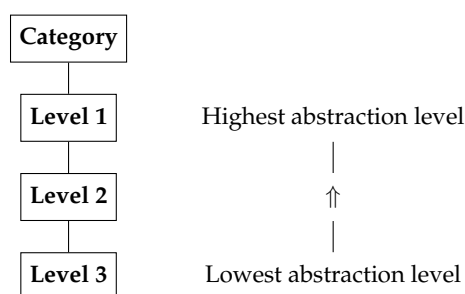 Category
Level 1 Highest abstraction level
Level 2 ⇑
Level 3 Lowest abstraction level